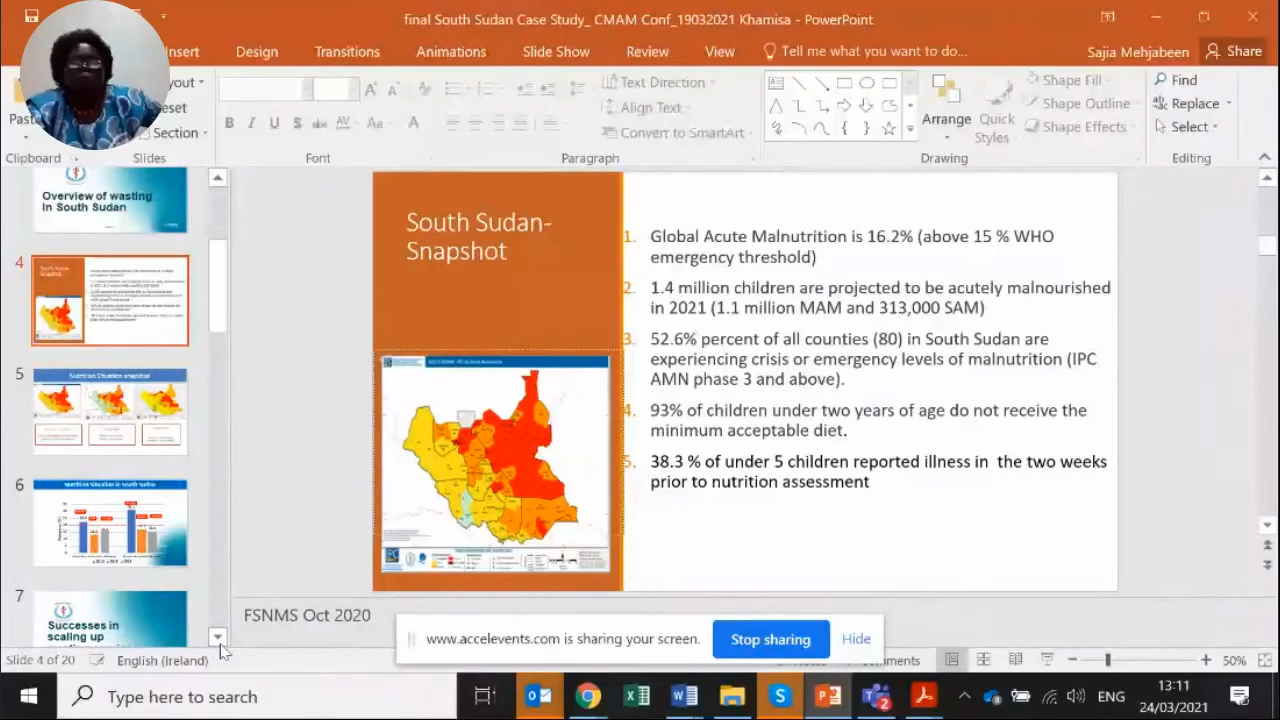 final South Sudan Case Study_ CMAM Conf_19032021 Khamisa - PowerPoint
Insert Design Transitions Animations Slide Show Review View Tell me what you want to do... Sajia Mehjabeen Share
Text Direction
Align Text
Convert to SmartArt
Arrange
Quick
Styles
Shape Fill
Shape Outline
Shape Effects
Find
Replace
Select
Section
Clipboard Slides Font Paragraph Drawing Editing
Overview of wasting
in South Sudan
4
5
Nutrition Situation snapshot
6
Nutrition Situation in South Sudan
7
Successes in
scaling up
South Sudan-
Snapshot
1. Global Acute Malnutrition is 16.2% (above 15 % WHO
emergency threshold)
2. 1.4 million children are projected to be acutely malnourished
in 2021 (1.1 million MAM and 313,000 SAM)
3. 52.6% percent of all counties (80) in South Sudan are
experiencing crisis or emergency levels of malnutrition (IPC
AMN phase 3 and above).
4. 93% of children under two years of age do not receive the
minimum acceptable diet.
5. 38.3 % of under 5 children reported illness in the two weeks
prior to nutrition assessment
FSNMS Oct 2020
www.accelevents.com is sharing your screen. Stop sharing Hide
Slide 4 of 20 English (Ireland) 50%
Type here to search
ENG
13:11
24/03/2021